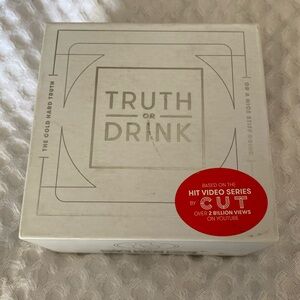 THE COLD HARD TRUTH
OR A NICE STIFF DRINK
TRUTH
OR
DRINK
BASED ON THE
HIT VIDEO SERIES
BY CUT
OVER 2 BILLION VIEWS
ON YOUTUBE